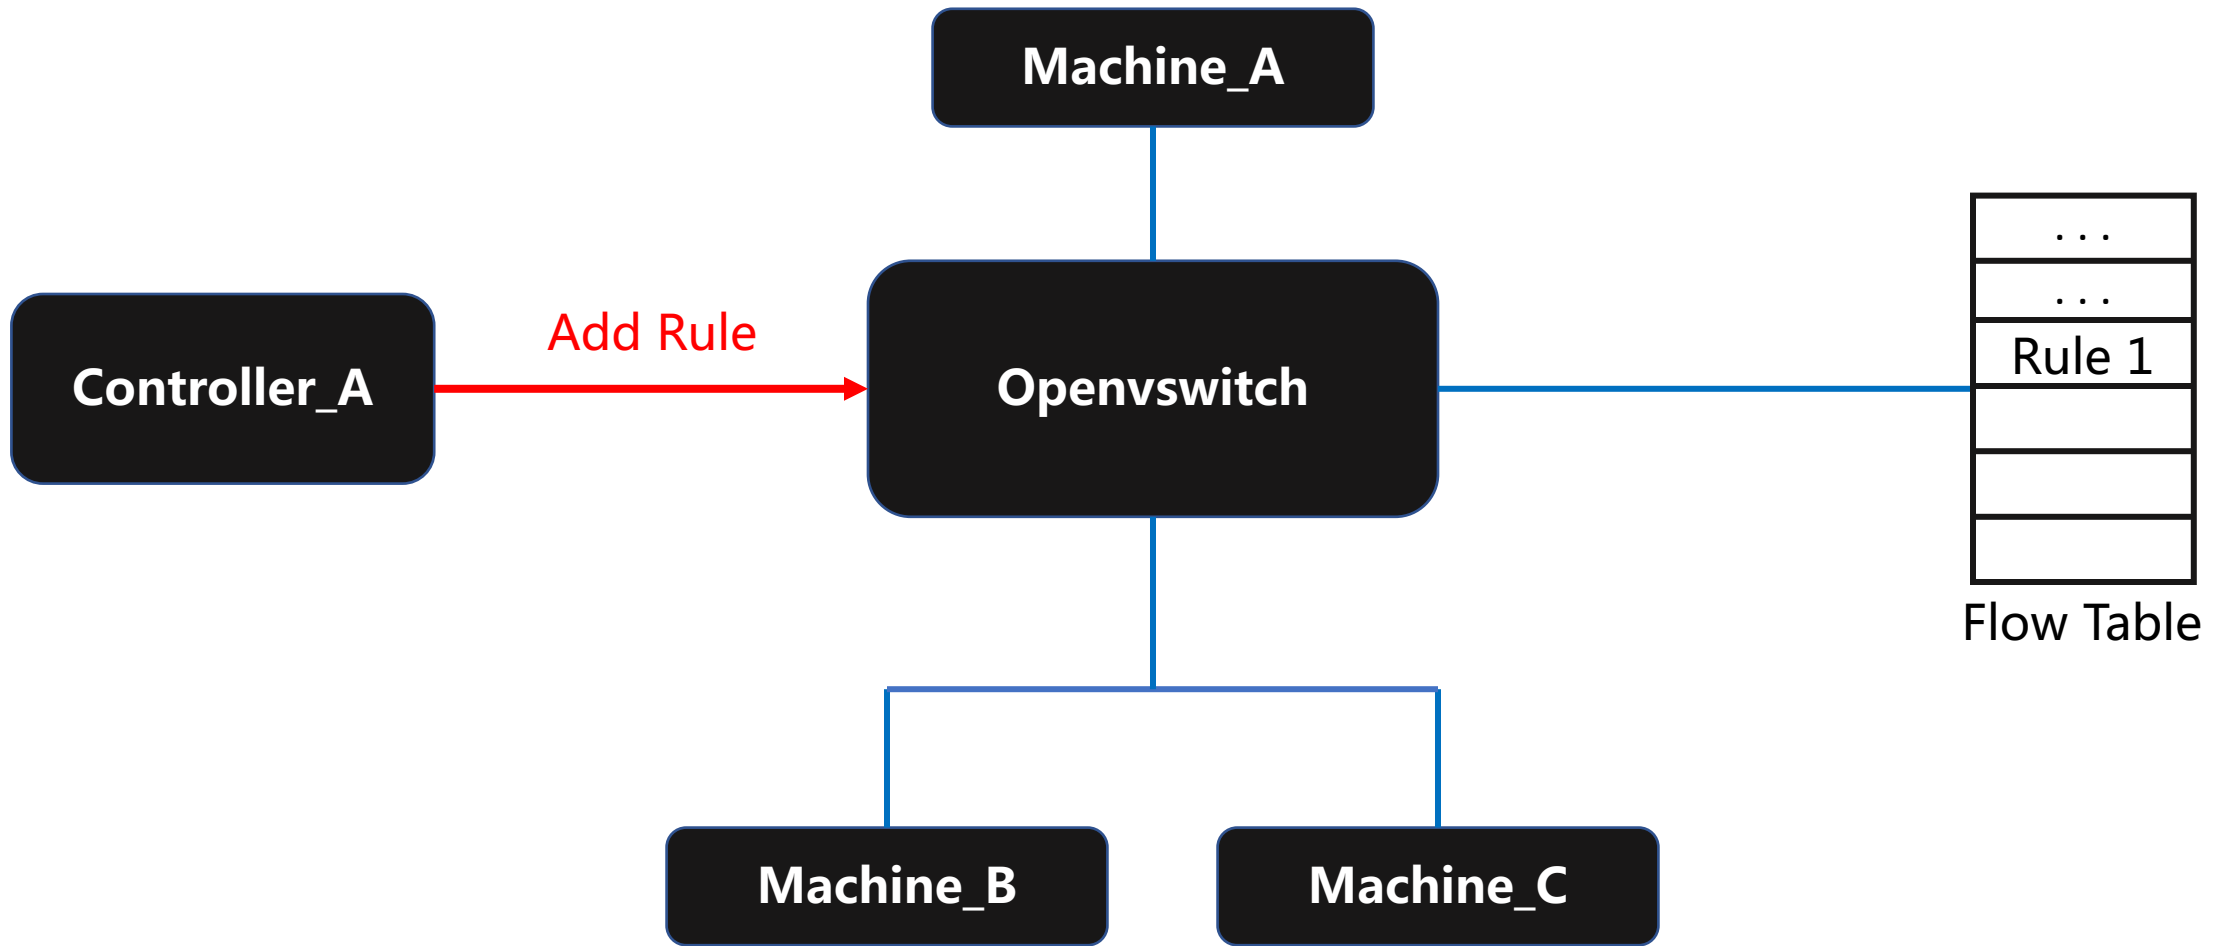 Machine_A
. . .
. . .
Add Rule
Rule 1
Controller_A
Openvswitch
Flow Table
Machine_B
Machine_C